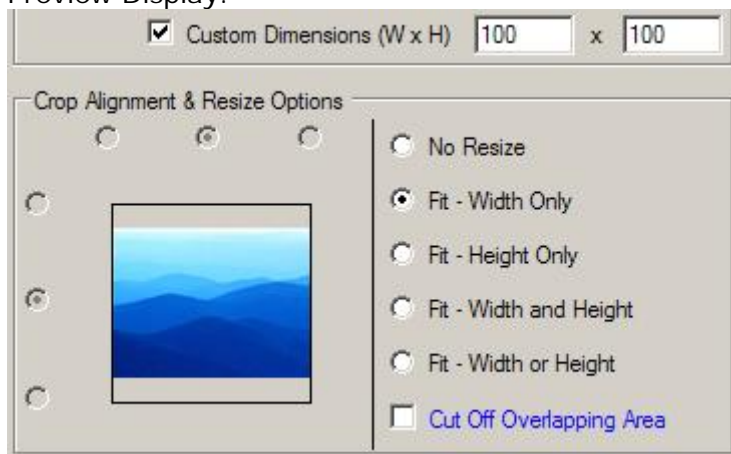 Preview Display:
Custom Dimensions (W x H) 100 x 100
Crop Alignment & Resize Options
No Resize
Fit - Width Only
Fit - Height Only
Fit - Width and Height
Fit - Width or Height
Cut Off Overlapping Area